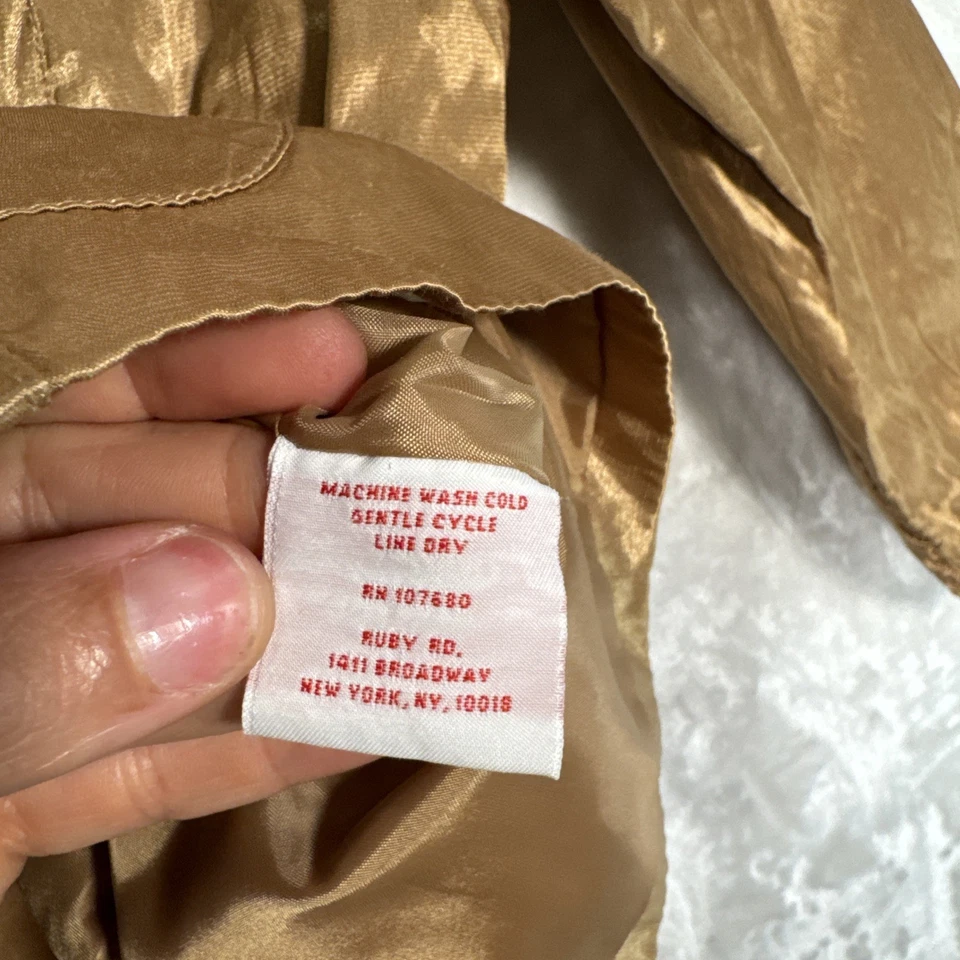 MACHINE WASH COLD
GENTLE CYCLE
LINE DRY
RN 107680
RUBY RD.
1411 BROADWAY
NEW YORK, NY, 10018